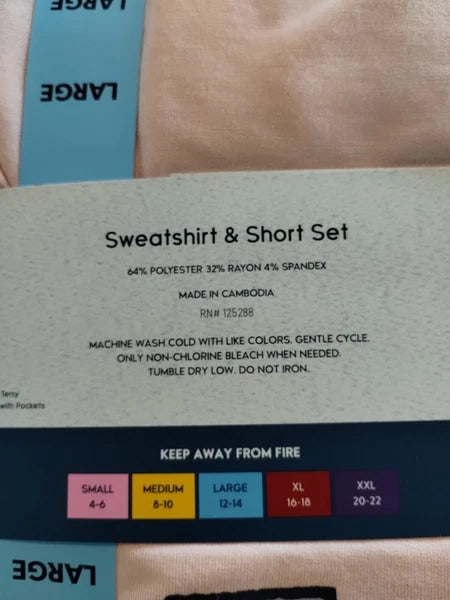 LARGE
LARGE
Sweatshirt & Short Set
64% POLYESTER 32% RAYON 4% SPANDEX
MADE IN CAMBODIA
RN# 125288
MACHINE WASH COLD WITH LIKE COLORS. GENTLE CYCLE.
ONLY NON-CHLORINE BLEACH WHEN NEEDED.
TUMBLE DRY LOW. DO NOT IRON.
Terry
with Pockets
KEEP AWAY FROM FIRE
SMALL
4-6
MEDIUM
8-10
LARGE
12-14
XL
16-18
XXL
20-22
LARGE